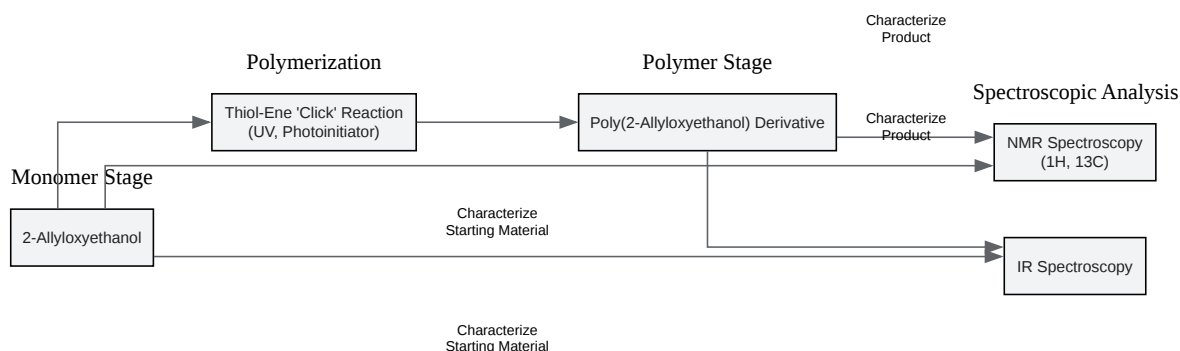 Characterize
Product
Polymerization
Polymer Stage
Spectroscopic Analysis
Thiol-Ene 'Click' Reaction
(UV, Photoinitiator)
Poly(2-Allyloxyethanol) Derivative
Characterize
Product
NMR Spectroscopy
(1H, 13C)
Monomer Stage
2-Allyloxyethanol
Characterize
Starting Material
IR Spectroscopy
Characterize
Starting Material